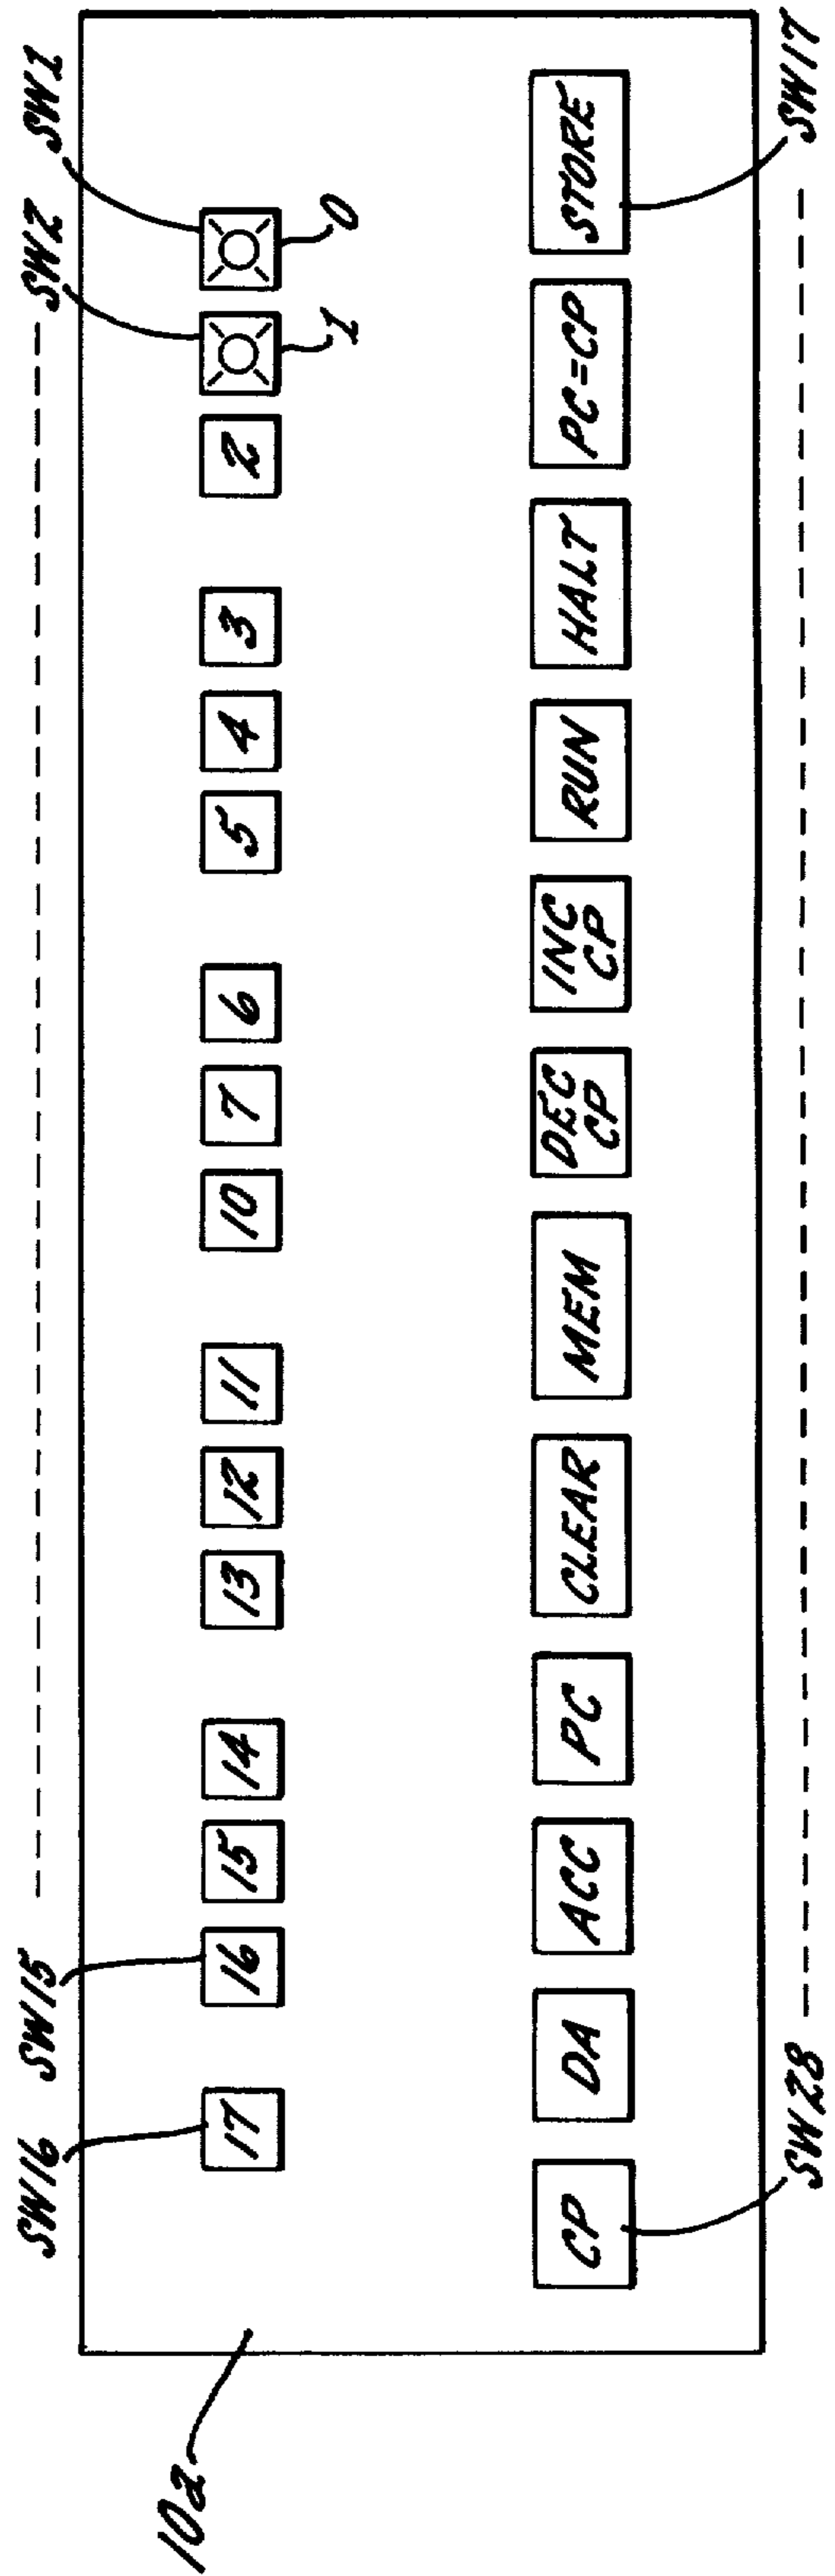 SW16 SW15 SW2 SW1
17 16 15 14 13 12 11 10 7 6 5 4 3 2
1 0
CP DA ACC PC CLEAR MEM DEC CP INC CP RUN HALT PC=CP STORE
SW28 SW17
10a